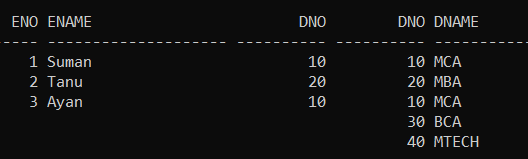 ENO ENAME DNO DNO DNAME
----- -------------------- ---------- ---------- ----------
1 Suman 10 10 MCA
2 Tanu 20 20 MBA
3 Ayan 10 10 MCA
30 BCA
40 MTECH